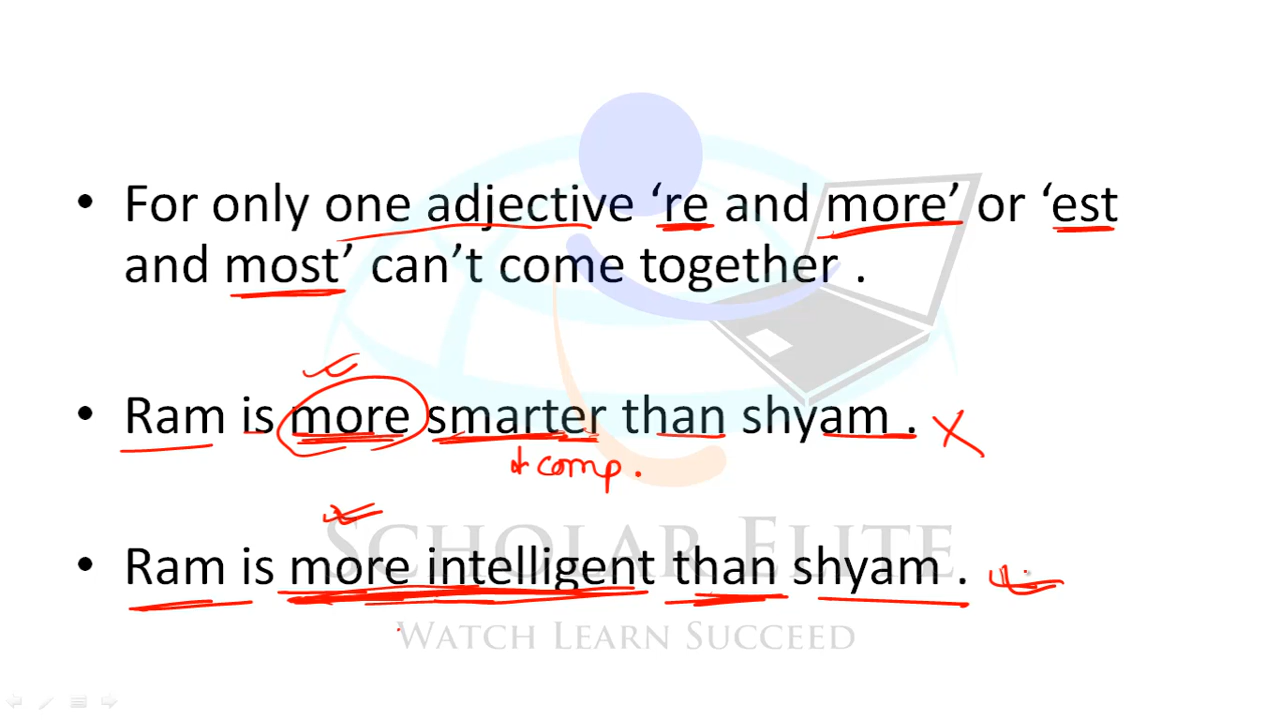 • For only one adjective ‘re and more’ or ‘est
and most’ can’t come together .
• Ram is more smarter than shyam . X
+ comp .
• Ram is more intelligent than shyam .
SCHOLAR ELITE
WATCH LEARN SUCCEED